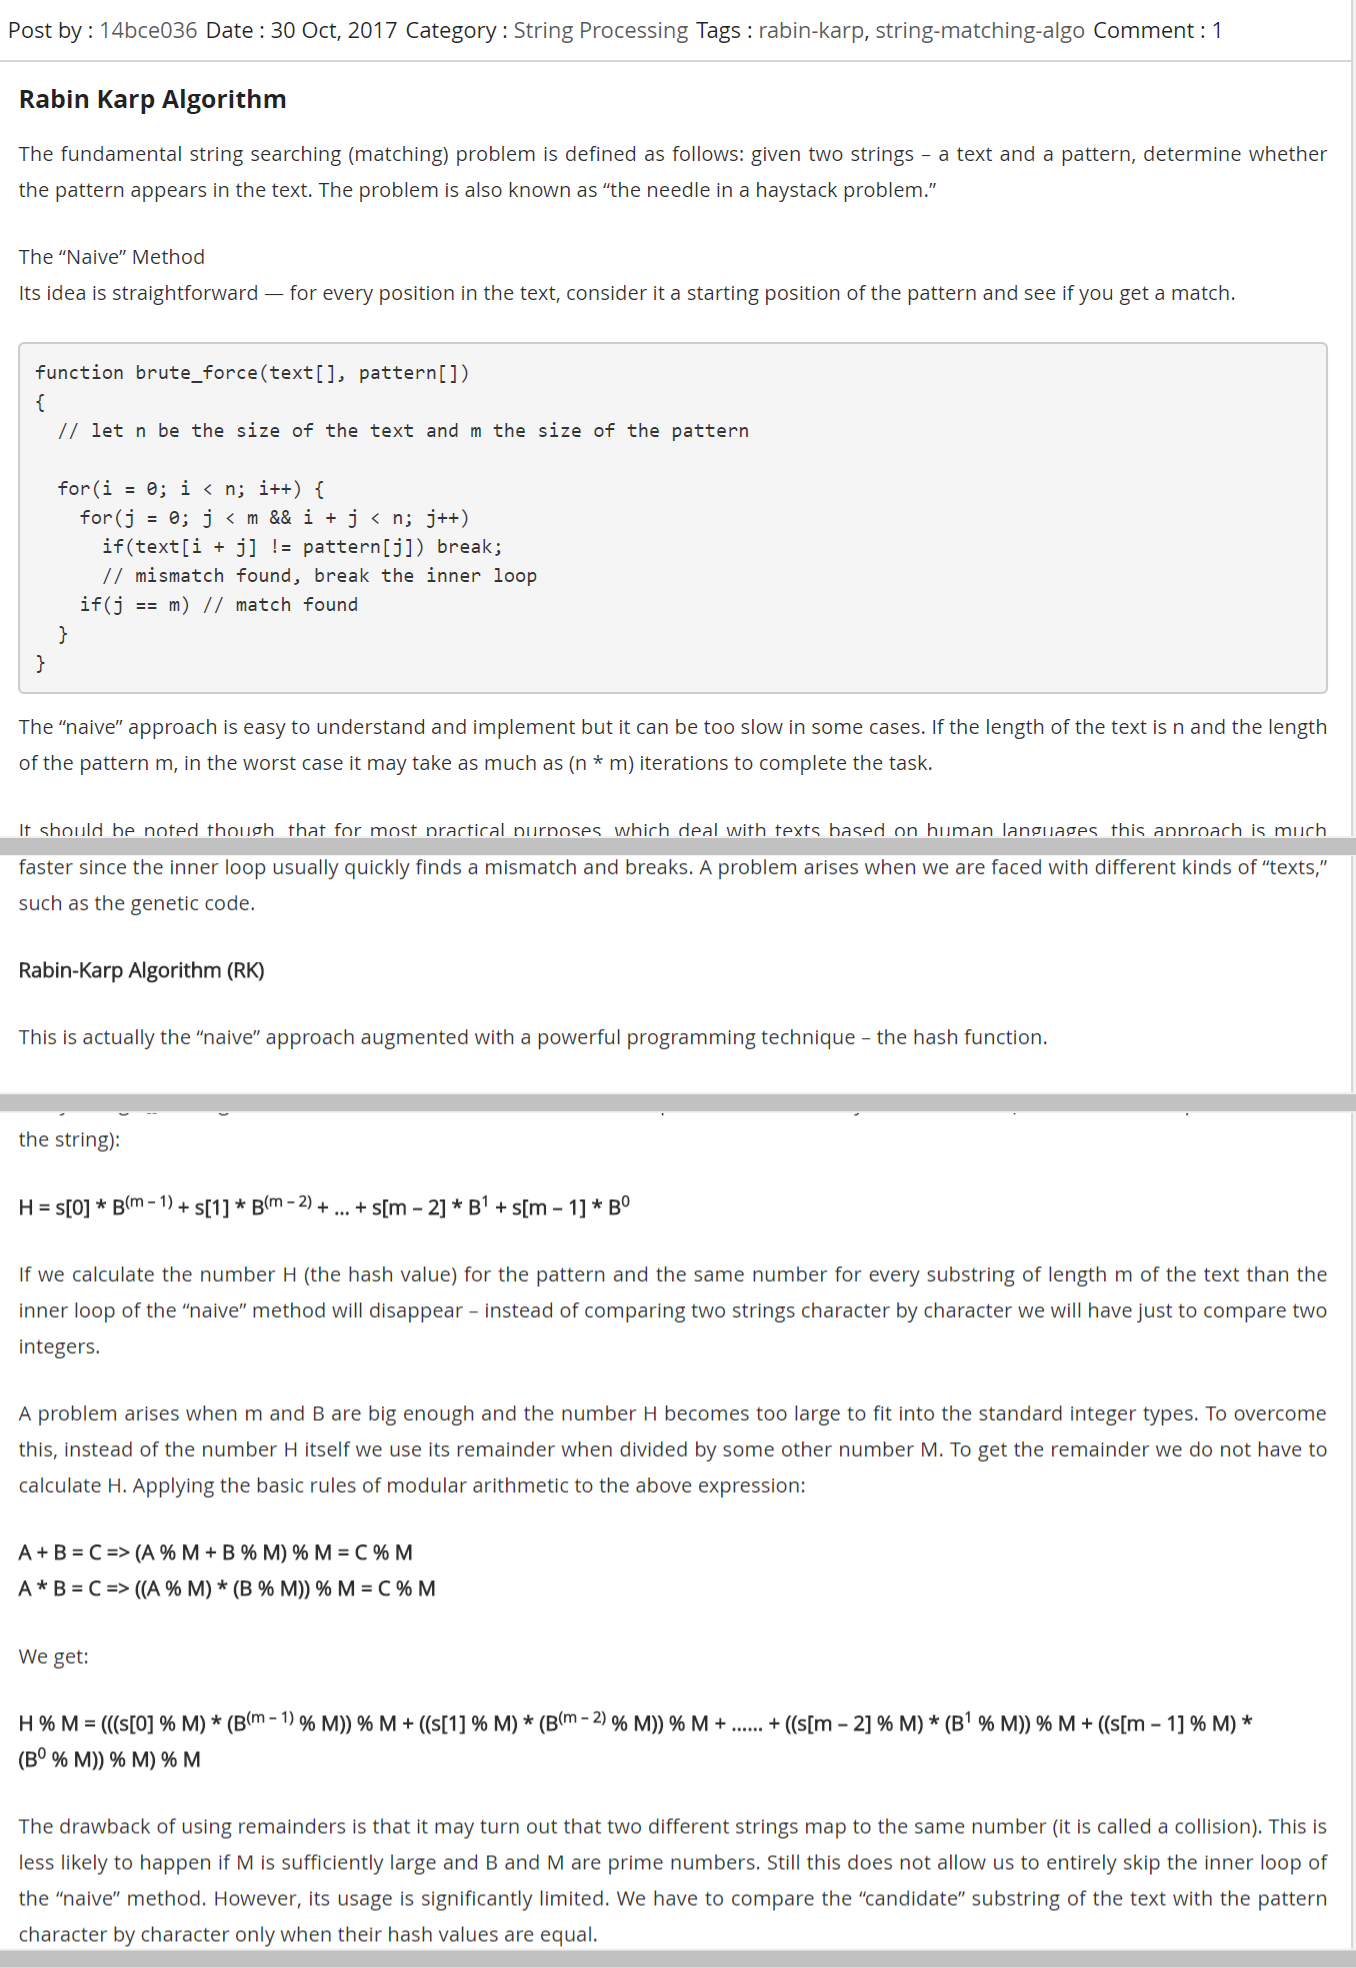 Post by : 14bce036 Date : 30 Oct, 2017 Category : String Processing Tags : rabin-karp, string-matching-algo Comment : 1
Rabin Karp Algorithm
The fundamental string searching (matching) problem is defined as follows: given two strings – a text and a pattern, determine whether
the pattern appears in the text. The problem is also known as “the needle in a haystack problem.”
The “Naive” Method
Its idea is straightforward — for every position in the text, consider it a starting position of the pattern and see if you get a match.
function brute_force(text[], pattern[])
{
  // let n be the size of the text and m the size of the pattern
  for(i = 0; i < n; i++) {
    for(j = 0; j < m && i + j < n; j++)
      if(text[i + j] != pattern[j]) break;
      // mismatch found, break the inner loop
    if(j == m) // match found
  }
}
The “naive” approach is easy to understand and implement but it can be too slow in some cases. If the length of the text is n and the length
of the pattern m, in the worst case it may take as much as (n * m) iterations to complete the task.
It should be noted though, that for most practical purposes, which deal with texts based on human languages, this approach is much
faster since the inner loop usually quickly finds a mismatch and breaks. A problem arises when we are faced with different kinds of “texts,”
such as the genetic code.
Rabin-Karp Algorithm (RK)
This is actually the “naive” approach augmented with a powerful programming technique – the hash function.
the string):
H = s[0] * B^(m – 1) + s[1] * B^(m – 2) + … + s[m – 2] * B^1 + s[m – 1] * B^0
If we calculate the number H (the hash value) for the pattern and the same number for every substring of length m of the text than the
inner loop of the “naive” method will disappear – instead of comparing two strings character by character we will have just to compare two
integers.
A problem arises when m and B are big enough and the number H becomes too large to fit into the standard integer types. To overcome
this, instead of the number H itself we use its remainder when divided by some other number M. To get the remainder we do not have to
calculate H. Applying the basic rules of modular arithmetic to the above expression:
A + B = C => (A % M + B % M) % M = C % M
A * B = C => ((A % M) * (B % M)) % M = C % M
We get:
H % M = (((s[0] % M) * (B^(m – 1) % M)) % M + ((s[1] % M) * (B^(m – 2) % M)) % M + …… + ((s[m – 2] % M) * (B^1 % M)) % M + ((s[m – 1] % M) *
(B^0 % M)) % M) % M
The drawback of using remainders is that it may turn out that two different strings map to the same number (it is called a collision). This is
less likely to happen if M is sufficiently large and B and M are prime numbers. Still this does not allow us to entirely skip the inner loop of
the “naive” method. However, its usage is significantly limited. We have to compare the “candidate” substring of the text with the pattern
character by character only when their hash values are equal.